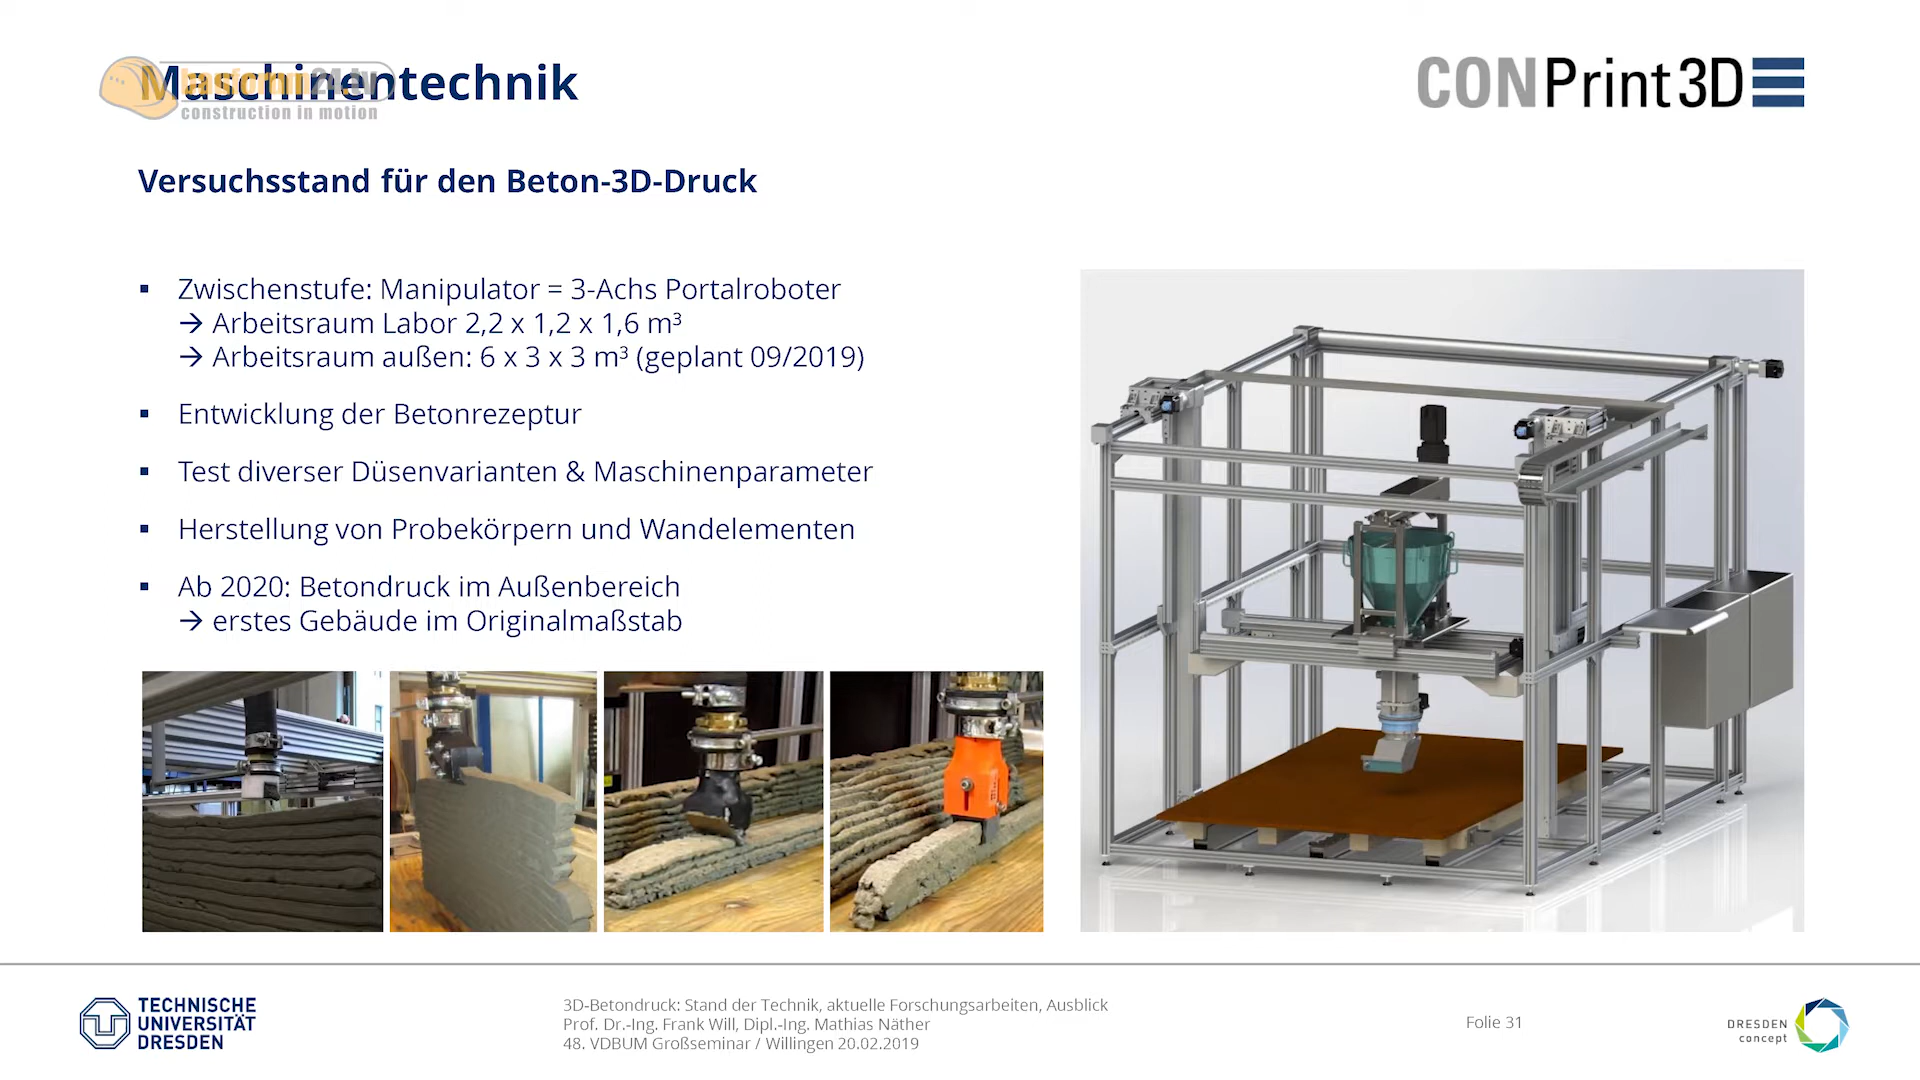 Maschinentechnik
bauforum24.tv
construction in motion
CONPrint3D
Versuchsstand für den Beton-3D-Druck
▪ Zwischenstufe: Manipulator = 3-Achs Portalroboter
→ Arbeitsraum Labor 2,2 x 1,2 x 1,6 m³
→ Arbeitsraum außen: 6 x 3 x 3 m³ (geplant 09/2019)
▪ Entwicklung der Betonrezeptur
▪ Test diverser Düsenvarianten & Maschinenparameter
▪ Herstellung von Probekörpern und Wandelementen
▪ Ab 2020: Betondruck im Außenbereich
→ erstes Gebäude im Originalmaßstab
TECHNISCHE
UNIVERSITÄT
DRESDEN
3D-Betondruck: Stand der Technik, aktuelle Forschungsarbeiten, Ausblick
Prof. Dr.-Ing. Frank Will, Dipl.-Ing. Mathias Näther
48. VDBUM Großseminar / Willingen 20.02.2019
Folie 31
DRESDEN
concept